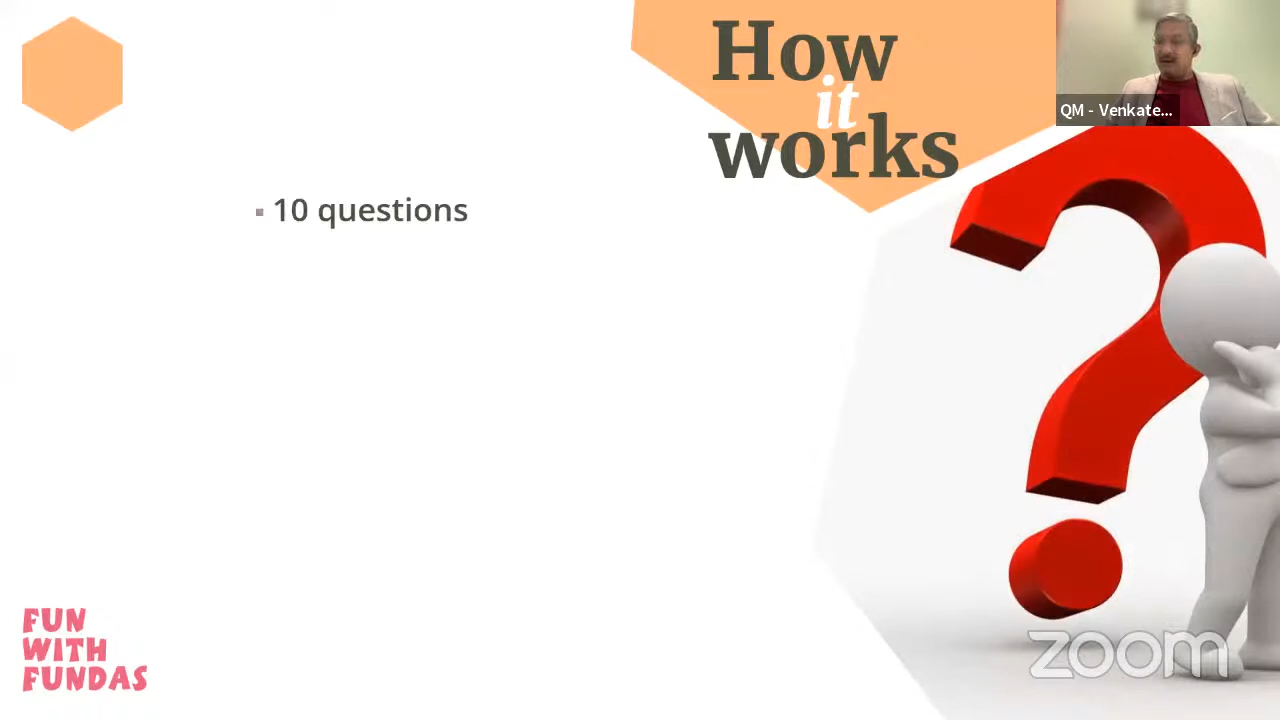 How
it
works
QM - Venkate...
10 questions
FUN
WITH
FUNDAS
zoom